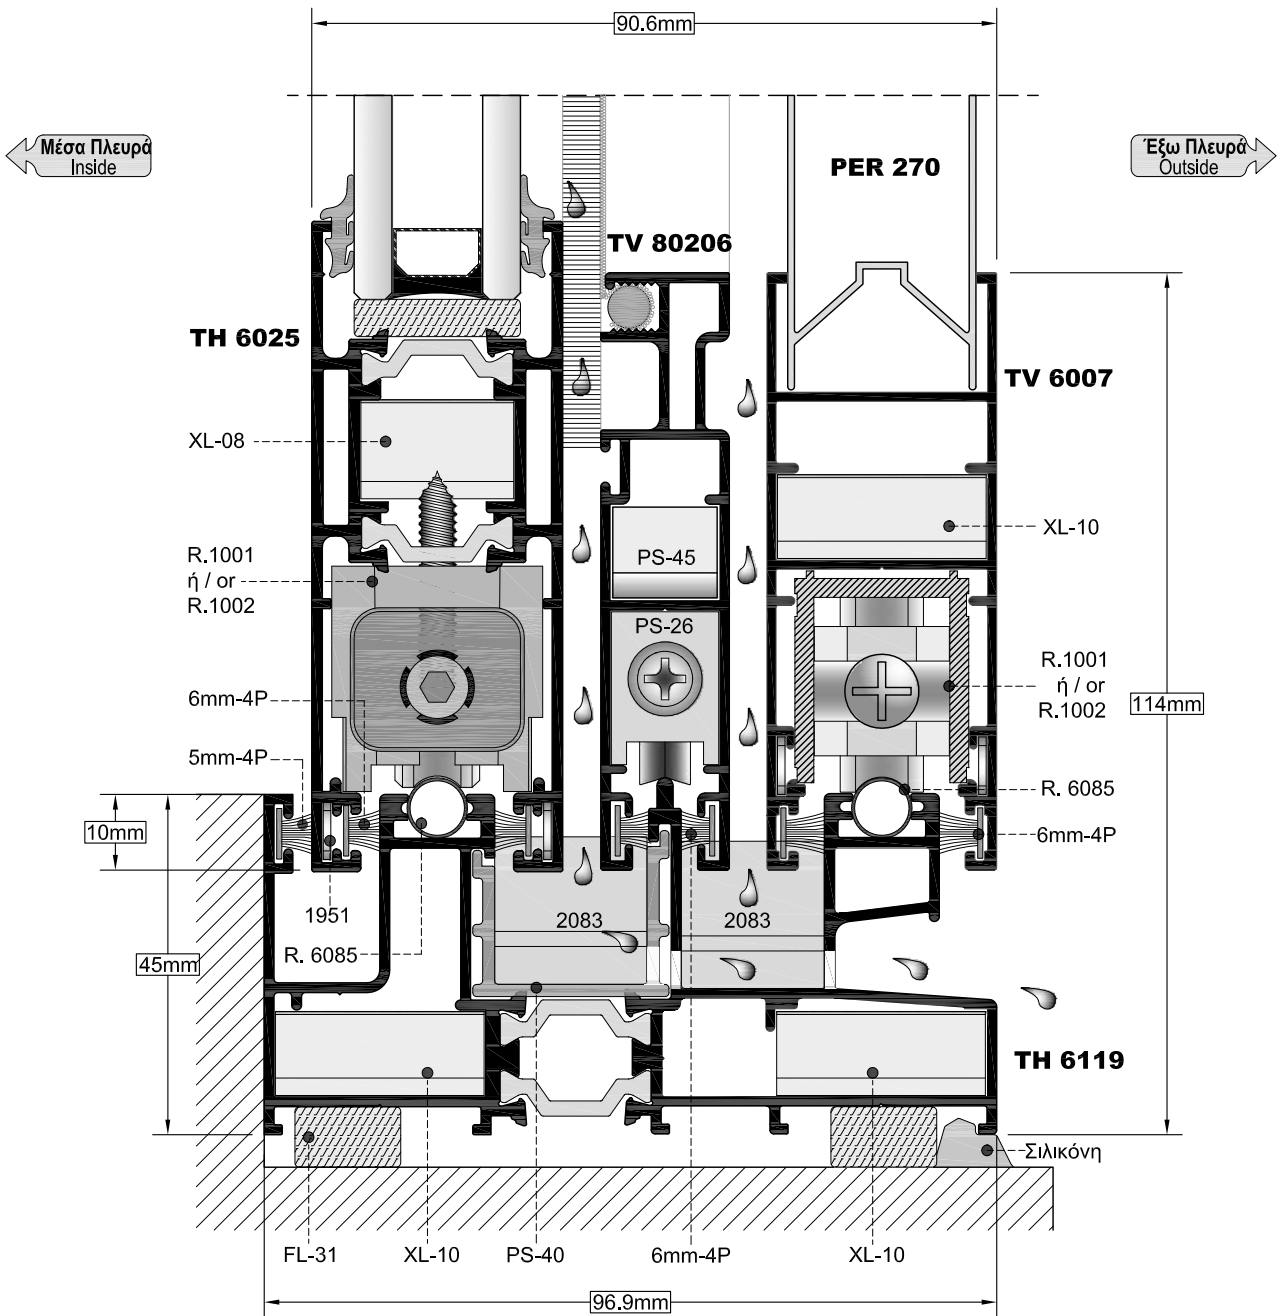 90.6mm
Μέσα Πλευρά
Inside
Έξω Πλευρά
Outside
PER 270
TV 80206
TH 6025
TV 6007
XL-08
XL-10
PS-45
R.1001
ή / or
R.1002
PS-26
R.1001
ή / or
R.1002
6mm-4P
114mm
5mm-4P
R. 6085
10mm
6mm-4P
1951
2083
2083
R. 6085
45mm
TH 6119
Σιλικόνη
FL-31
XL-10
PS-40
6mm-4P
XL-10
96.9mm